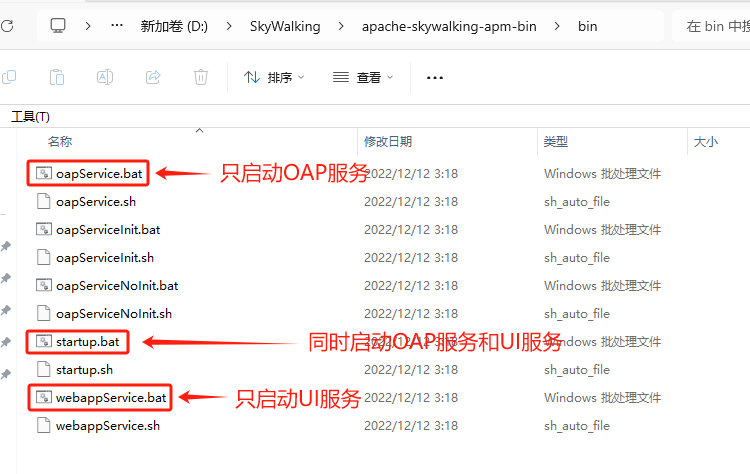 … 新加卷 (D:) > SkyWalking > apache-skywalking-apm-bin > bin 在 bin 中搜
排序 查看 …
工具(T)
名称 修改日期 类型 大小
oapService.bat 只启动OAP服务 2022/12/12 3:18 Windows 批处理文件
oapService.sh 2022/12/12 3:18 sh_auto_file
oapServiceInit.bat 2022/12/12 3:18 Windows 批处理文件
oapServiceInit.sh 2022/12/12 3:18 sh_auto_file
oapServiceNoInit.bat 2022/12/12 3:18 Windows 批处理文件
oapServiceNoInit.sh 2022/12/12 3:18 sh_auto_file
startup.bat 同时启动OAP服务和UI服务 2022/12/12 3:18 Windows 批处理文件
startup.sh 2022/12/12 3:18 sh_auto_file
webappService.bat 只启动UI服务 2022/12/12 3:18 Windows 批处理文件
webappService.sh 2022/12/12 3:18 sh_auto_file